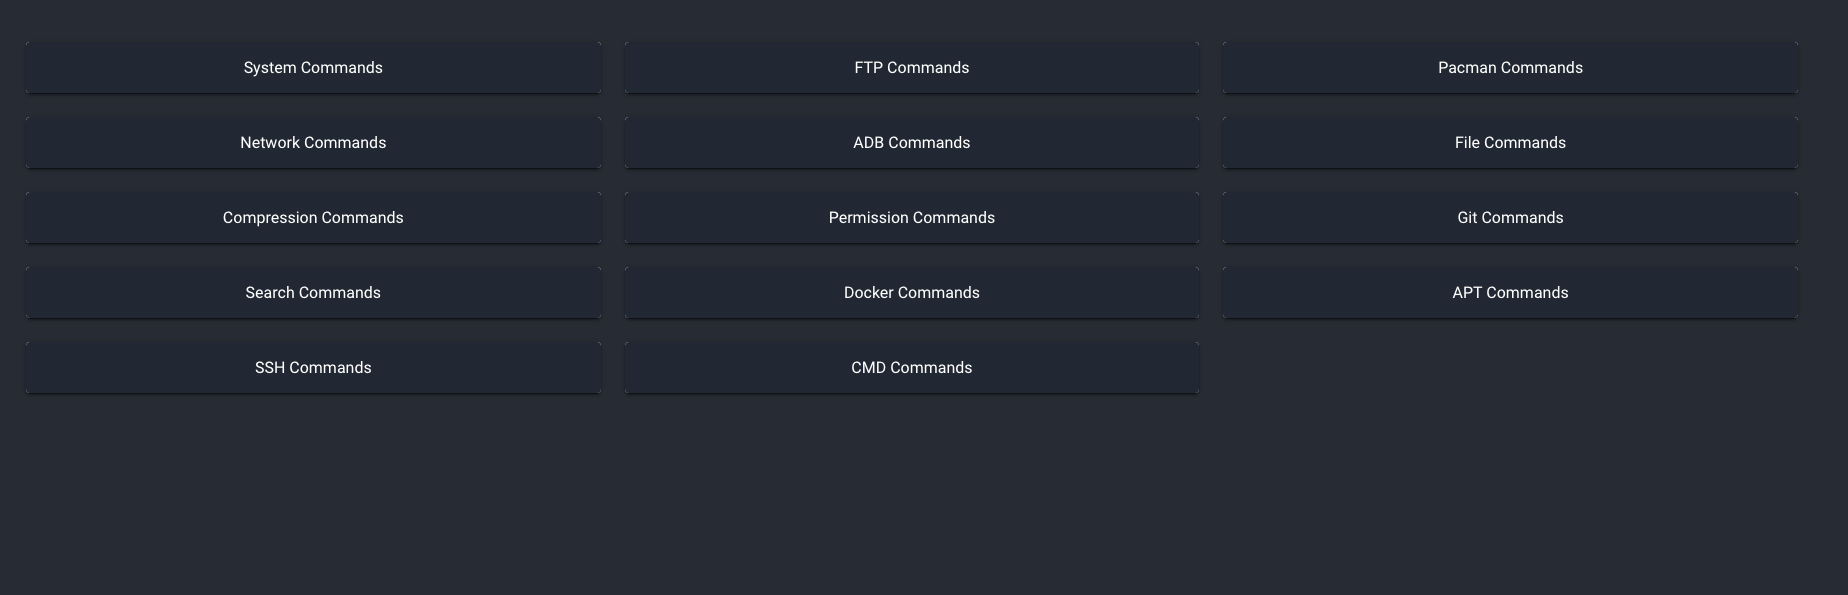 System Commands
FTP Commands
Pacman Commands
Network Commands
ADB Commands
File Commands
Compression Commands
Permission Commands
Git Commands
Search Commands
Docker Commands
APT Commands
SSH Commands
CMD Commands